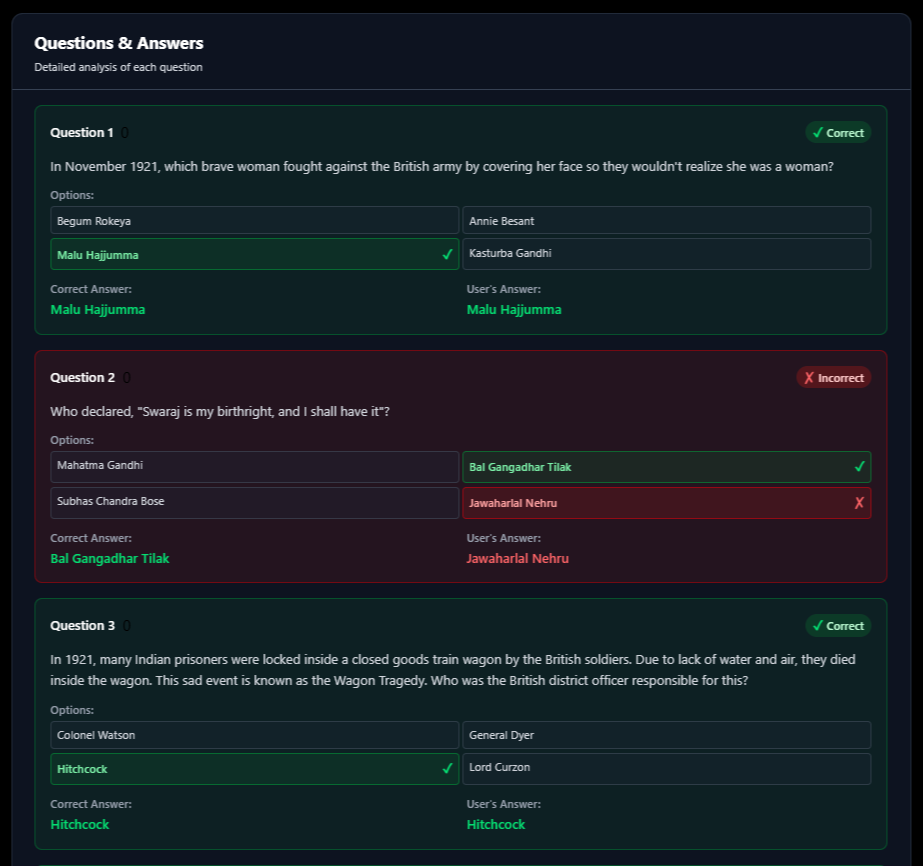 Questions & Answers
Detailed analysis of each question
Question 1 0
✓ Correct
In November 1921, which brave woman fought against the British army by covering her face so they wouldn't realize she was a woman?
Options:
Begum Rokeya
Annie Besant
Malu Hajjumma ✓
Kasturba Gandhi
Correct Answer:
User's Answer:
Malu Hajjumma
Malu Hajjumma
Question 2 0
✗ Incorrect
Who declared, "Swaraj is my birthright, and I shall have it"?
Options:
Mahatma Gandhi
Bal Gangadhar Tilak ✓
Subhas Chandra Bose
Jawaharlal Nehru ✗
Correct Answer:
User's Answer:
Bal Gangadhar Tilak
Jawaharlal Nehru
Question 3 0
✓ Correct
In 1921, many Indian prisoners were locked inside a closed goods train wagon by the British soldiers. Due to lack of water and air, they died
inside the wagon. This sad event is known as the Wagon Tragedy. Who was the British district officer responsible for this?
Options:
Colonel Watson
General Dyer
Hitchcock ✓
Lord Curzon
Correct Answer:
User's Answer:
Hitchcock
Hitchcock